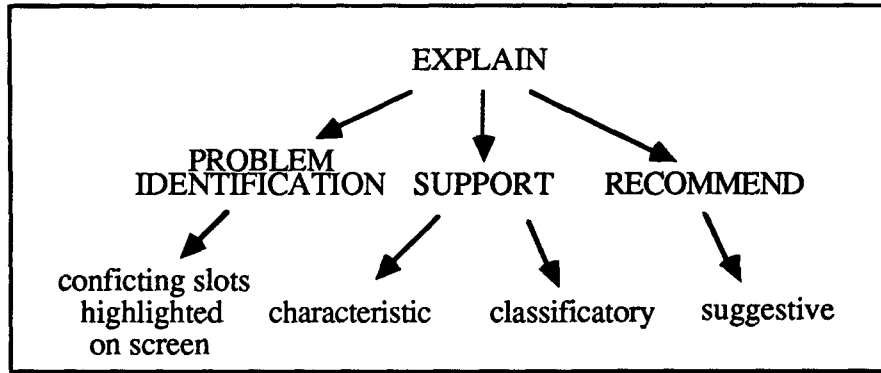 EXPLAIN
PROBLEM
IDENTIFICATION
SUPPORT
RECOMMEND
conficting slots
highlighted
on screen
characteristic
classificatory
suggestive